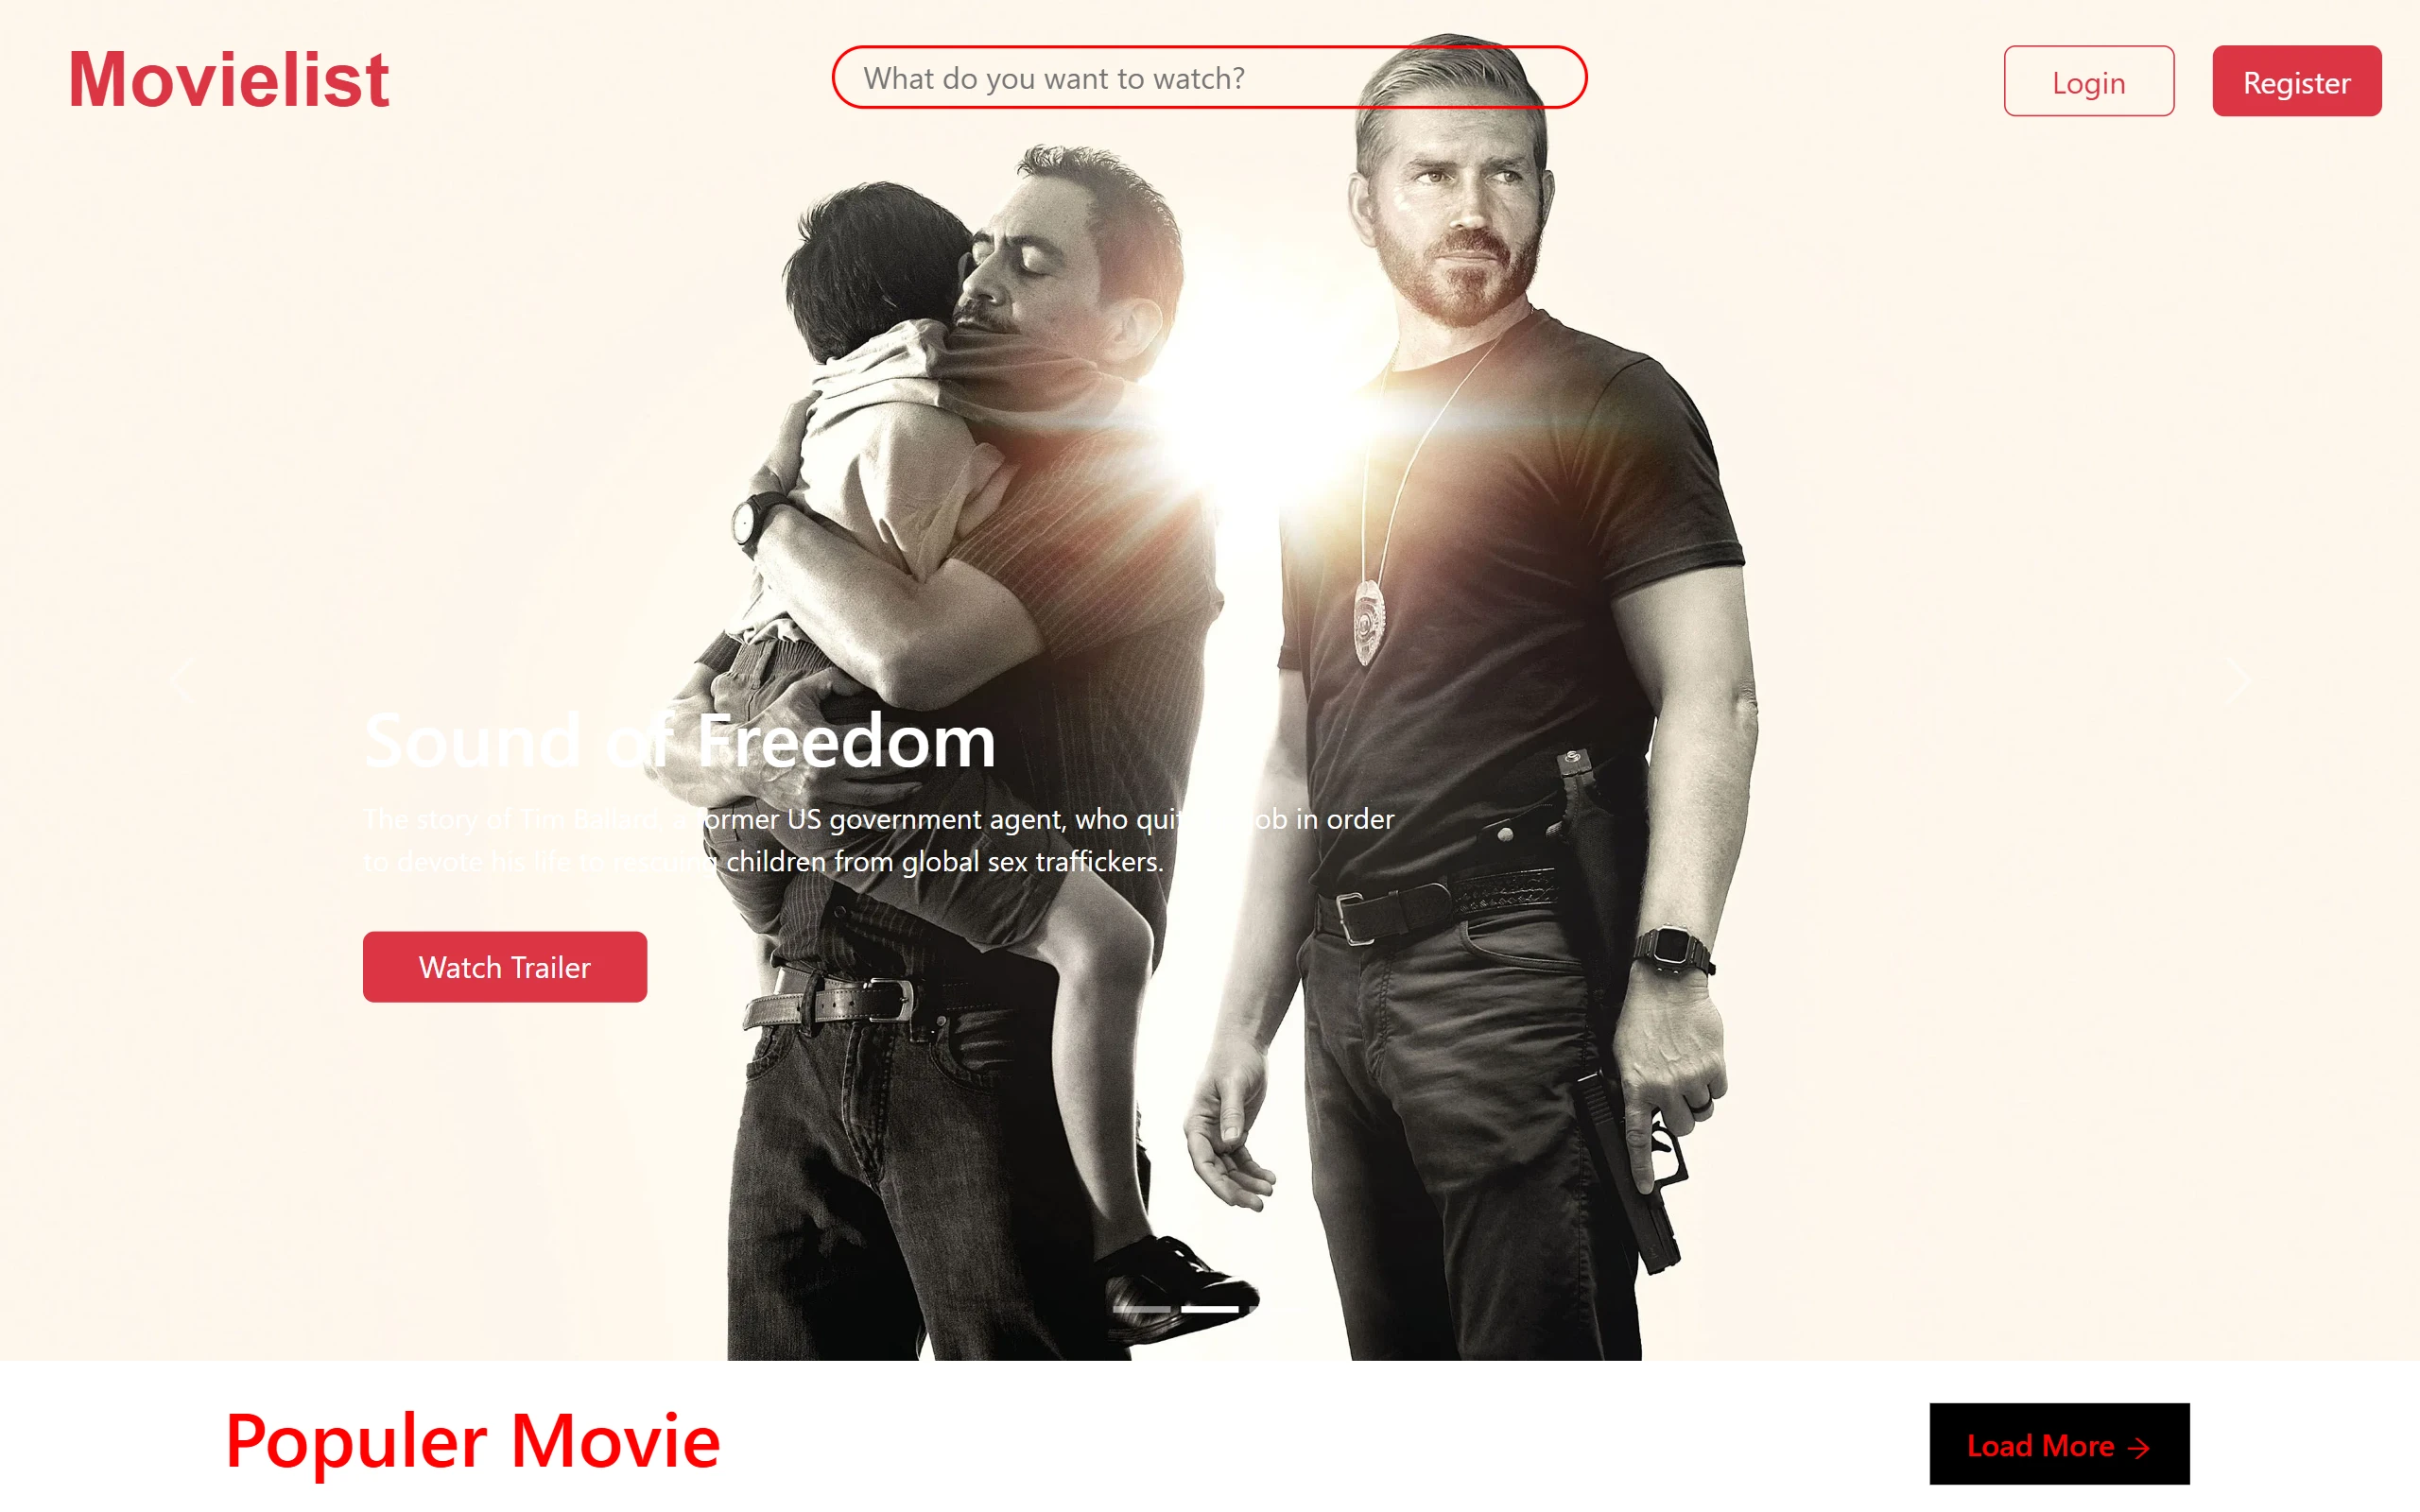 Movielist
What do you want to watch?
Login
Register
Sound of Freedom
The story of Tim Ballard, a former US government agent, who quit job in order
to devote his life to rescuing children from global sex traffickers.
Watch Trailer
Populer Movie
Load More →